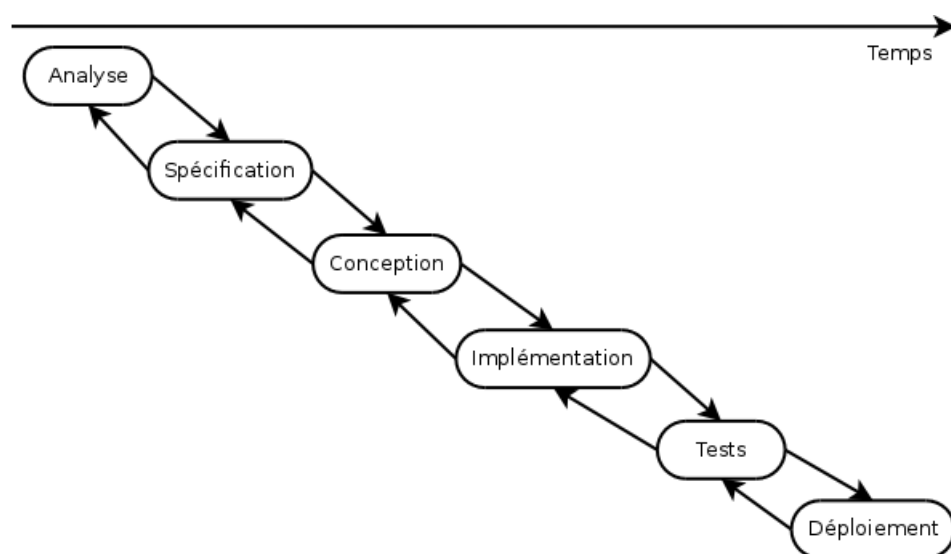 Temps
Analyse
Spécification
Conception
Implémentation
Tests
Déploiement